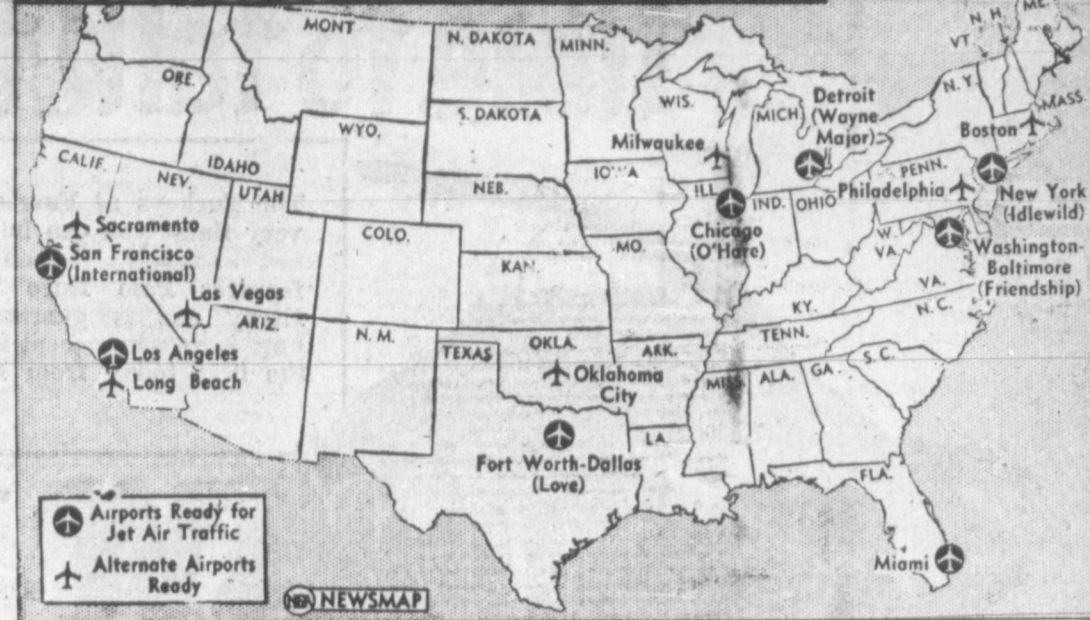 MONT
N. DAKOTA
MINN.
N. H.
ME.
VT
ORE.
WIS.
MICH
Detroit
(Wayne
Major)
N.Y
MASS
S. DAKOTA
WYO.
Milwaukee
Boston
CALIF.
IDAHO
NEV.
UTAH
NEB.
IOWA
ILL
IND.
OHIO
PENN.
Philadelphia
New York
(Idlewild)
Sacramento
San Francisco
(International)
COLO.
KAN.
MO.
Chicago
(O'Hare)
W.
VA.
Washington-
Baltimore
(Friendship)
VA.
KY.
Las Vegas
ARIZ.
N. M.
TEXAS
OKLA.
ARK.
TENN.
N. C.
S. C.
Los Angeles
Long Beach
Oklahoma
City
MISS.
ALA.
GA.
Fort Worth-Dallas
(Love)
LA.
FLA.
Miami
Airports Ready for
Jet Air Traffic
Alternate Airports
Ready
NEA NEWSMAP